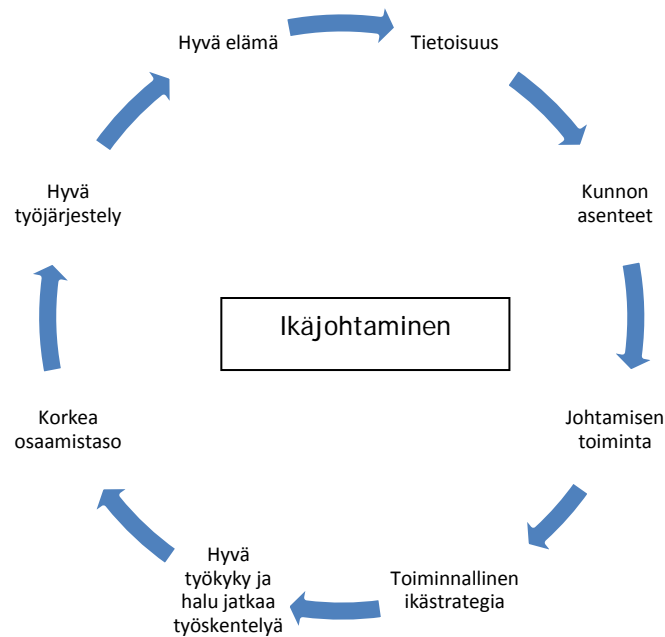 Hyvä elämä
Tietoisuus
Kunnon
asenteet
Johtamisen
toiminta
Toiminnallinen
ikästrategia
Hyvä
työkyky ja
halu jatkaa
työskentelyä
Korkea
osaamistaso
Hyvä
työjärjestely
Ikäjohtaminen